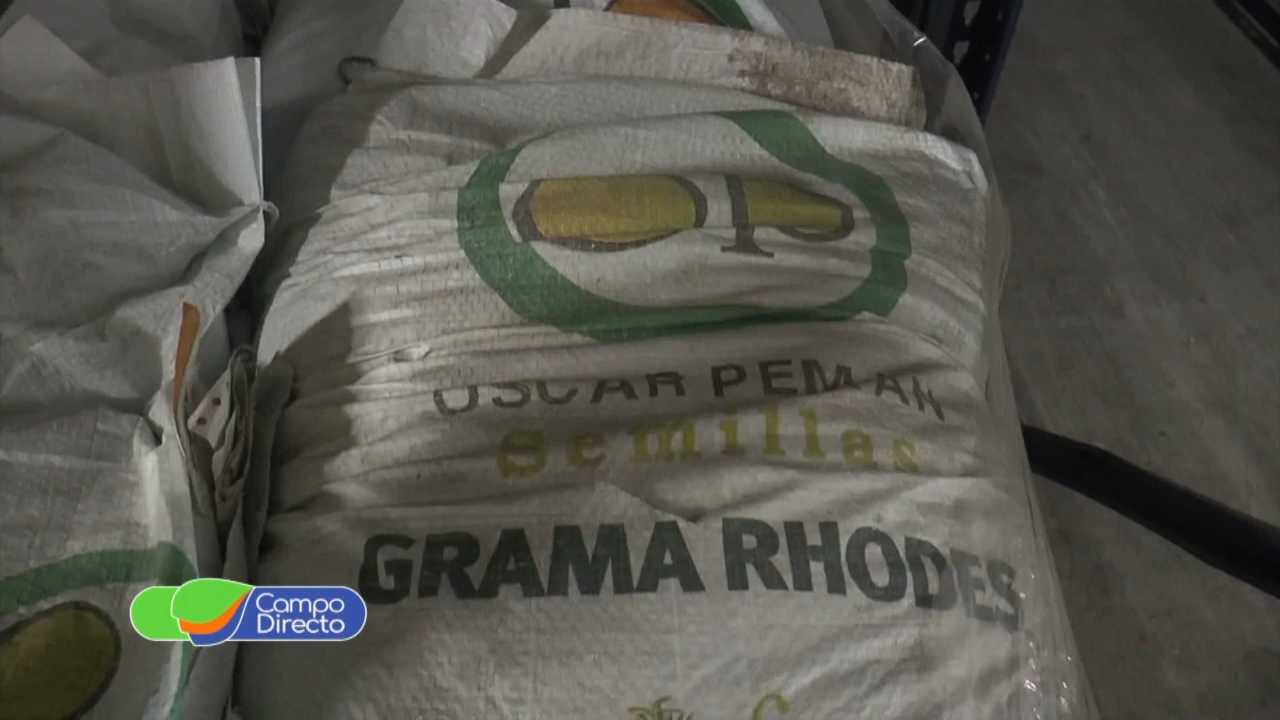 OP
OSCAR PEMAN
Semillas
GRAMA RHODES
Campo
Directo